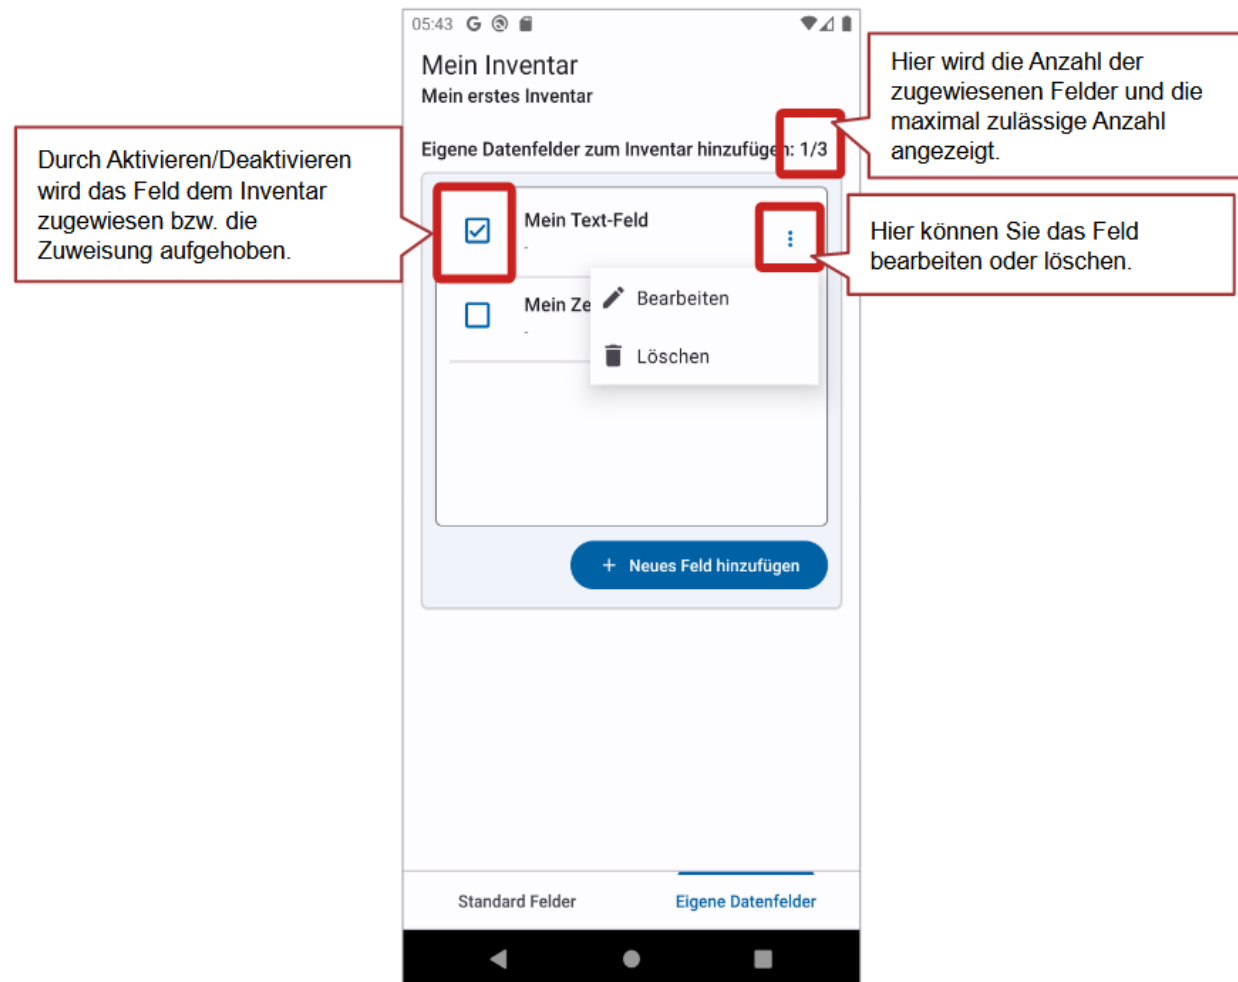 05:43
Mein Inventar
Mein erstes Inventar
Eigene Datenfelder zum Inventar hinzufügen: 1/3
Hier wird die Anzahl der
zugewiesenen Felder und die
maximal zulässige Anzahl
angezeigt.
Durch Aktivieren/Deaktivieren
wird das Feld dem Inventar
zugewiesen bzw. die
Zuweisung aufgehoben.
Mein Text-Feld
-
Hier können Sie das Feld
bearbeiten oder löschen.
Mein Ze
-
Bearbeiten
Löschen
+ Neues Feld hinzufügen
Standard Felder
Eigene Datenfelder